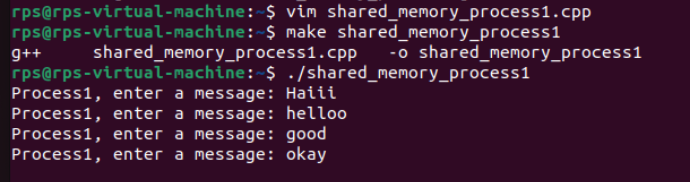 rps@rps-virtual-machine:~$ vim shared_memory_process1.cpp
rps@rps-virtual-machine:~$ make shared_memory_process1
g++     shared_memory_process1.cpp   -o shared_memory_process1
rps@rps-virtual-machine:~$ ./shared_memory_process1
Process1, enter a message: Haiii
Process1, enter a message: helloo
Process1, enter a message: good
Process1, enter a message: okay